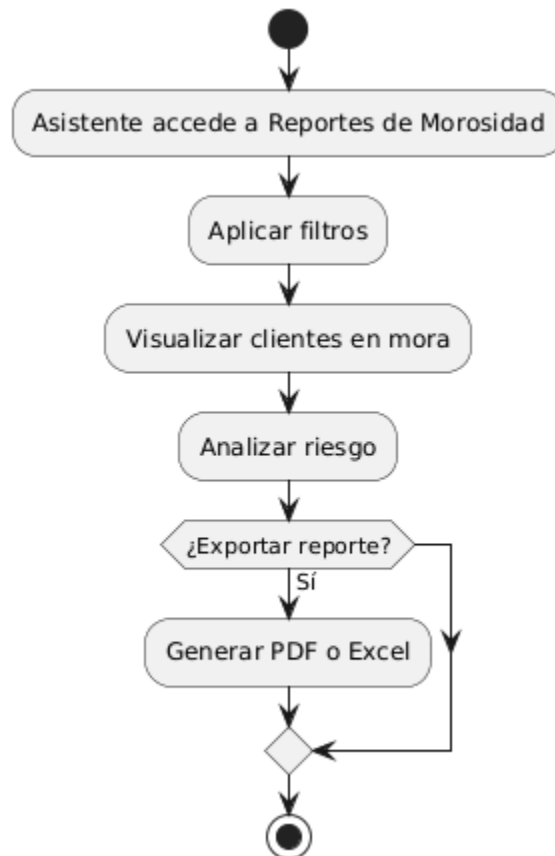 Asistente accede a Reportes de Morosidad
Aplicar filtros
Visualizar clientes en mora
Analizar riesgo
¿Exportar reporte?
Sí
Generar PDF o Excel